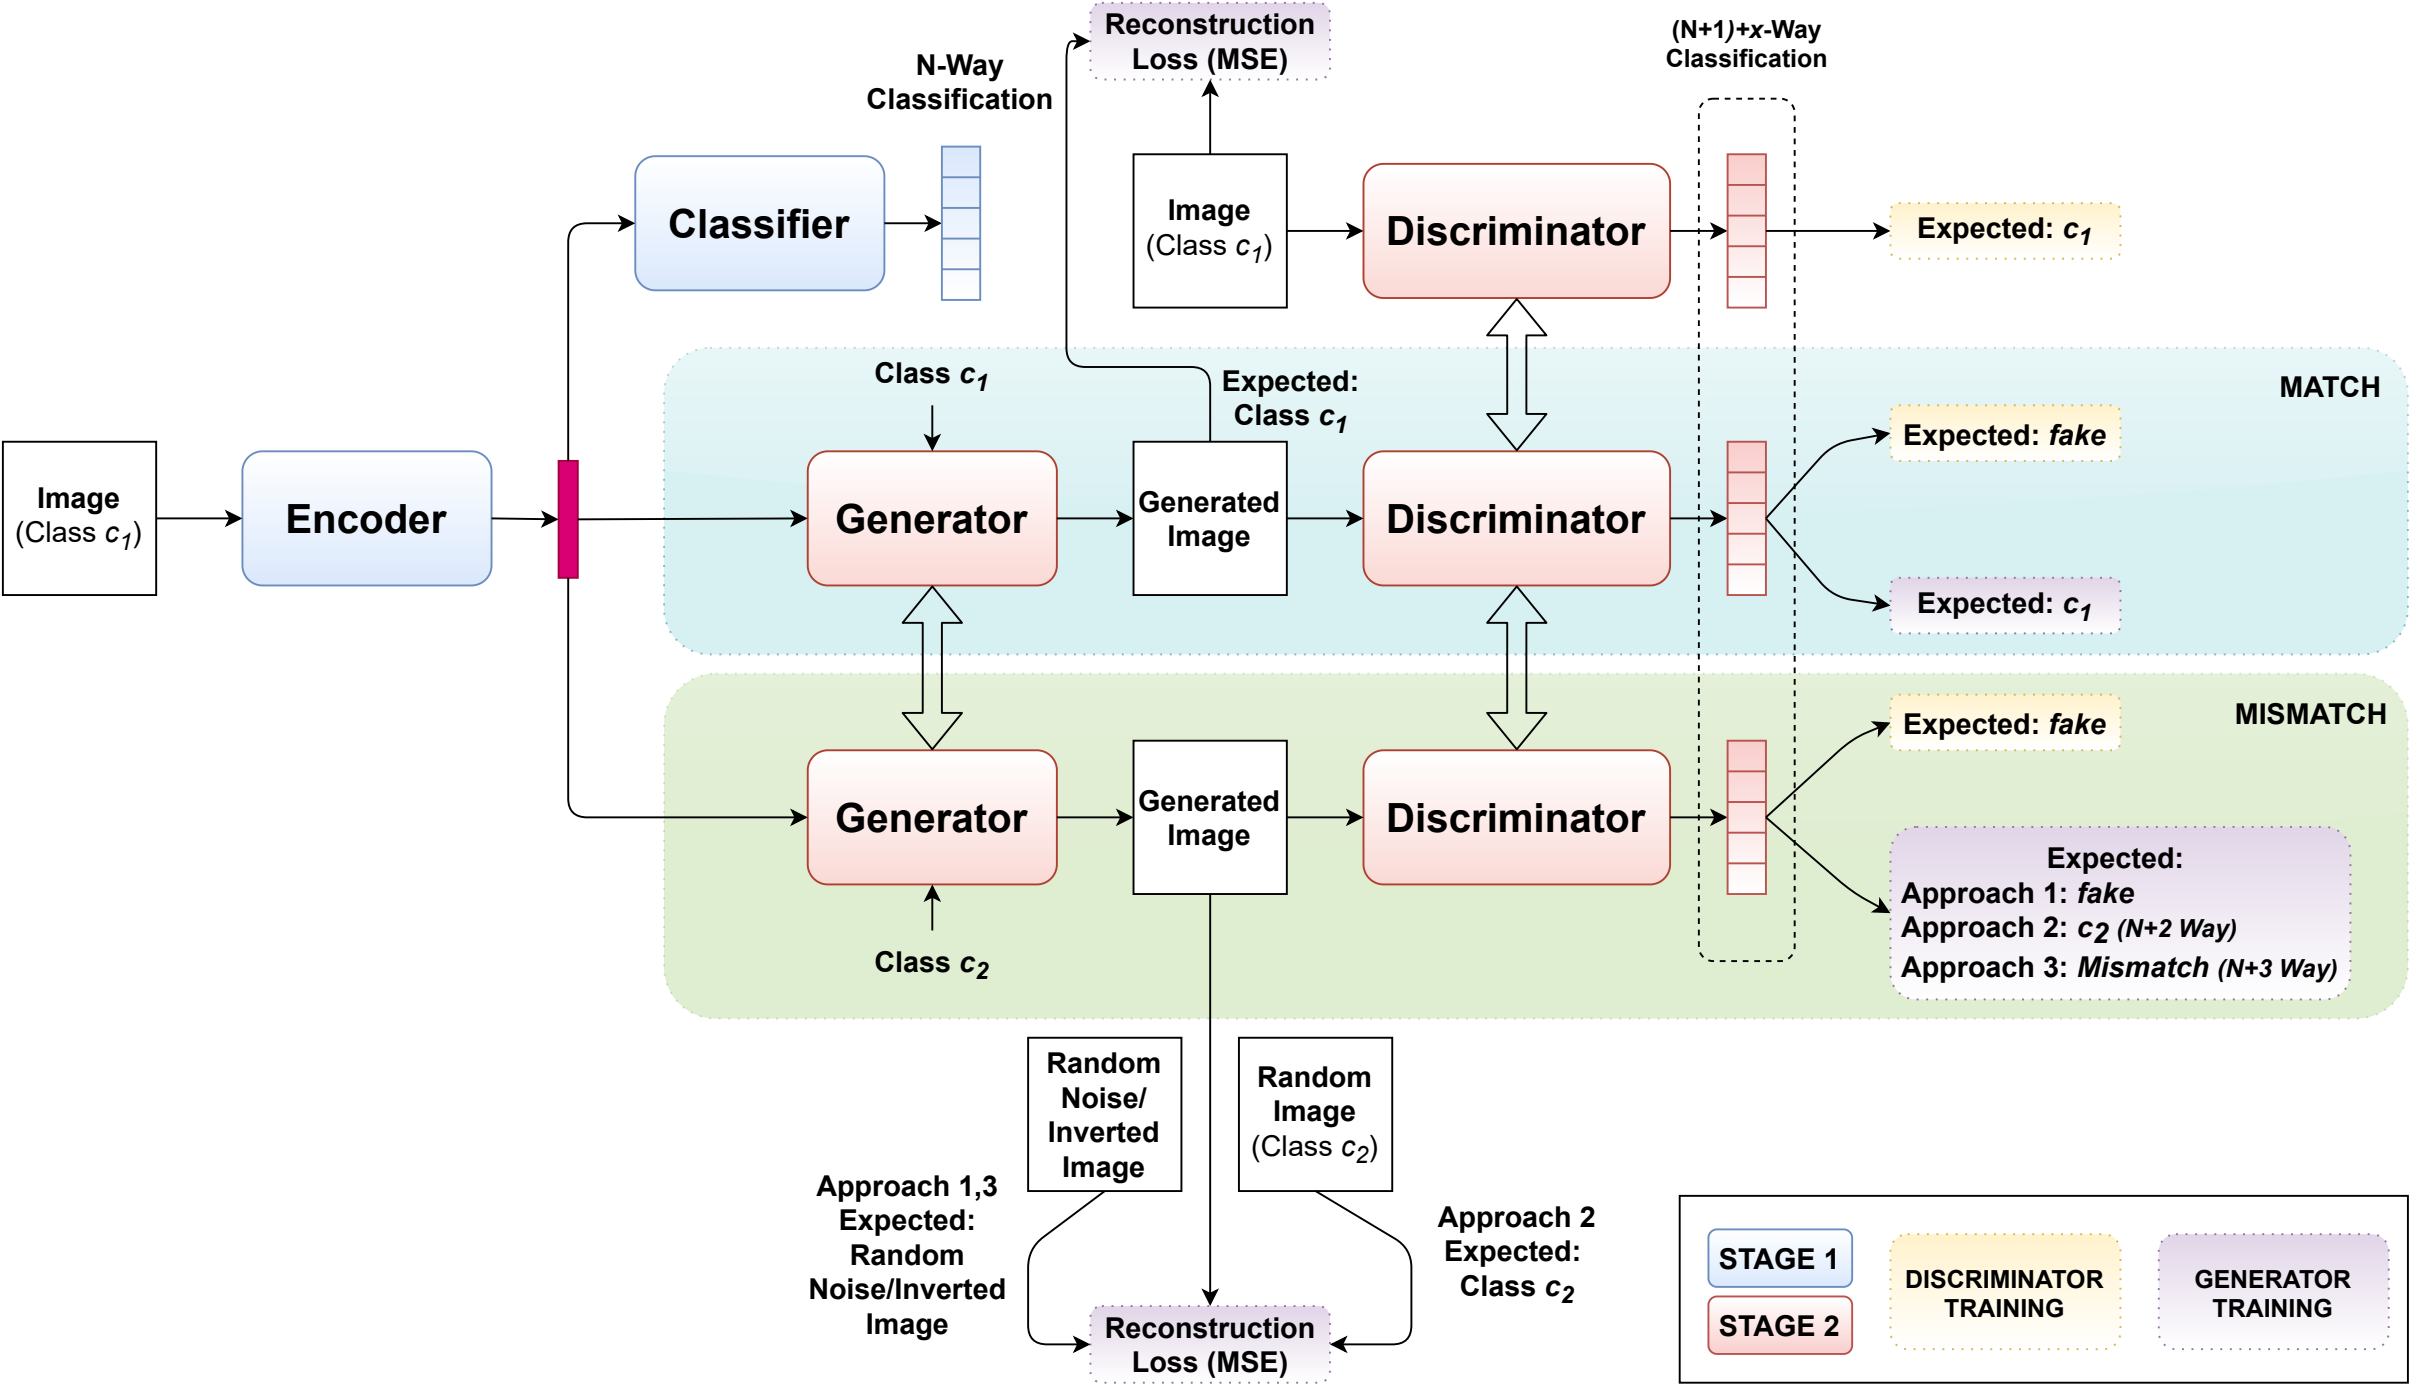 Reconstruction
Loss (MSE)
(N+1)+x-Way
Classification
N-Way
Classification
Classifier
Image
(Class c1)
Discriminator
Expected: c1
MATCH
Class c1
Expected:
Class c1
Image
(Class c1)
Encoder
Generator
Generated
Image
Discriminator
Expected: fake
Expected: c1
MISMATCH
Generator
Class c2
Generated
Image
Discriminator
Expected: fake
Expected:
Approach 1: fake
Approach 2: c2 (N+2 Way)
Approach 3: Mismatch (N+3 Way)
Random
Noise/
Inverted
Image
Random
Image
(Class c2)
Approach 1,3
Expected:
Random
Noise/Inverted
Image
Approach 2
Expected:
Class c2
Reconstruction
Loss (MSE)
STAGE 1
STAGE 2
DISCRIMINATOR
TRAINING
GENERATOR
TRAINING